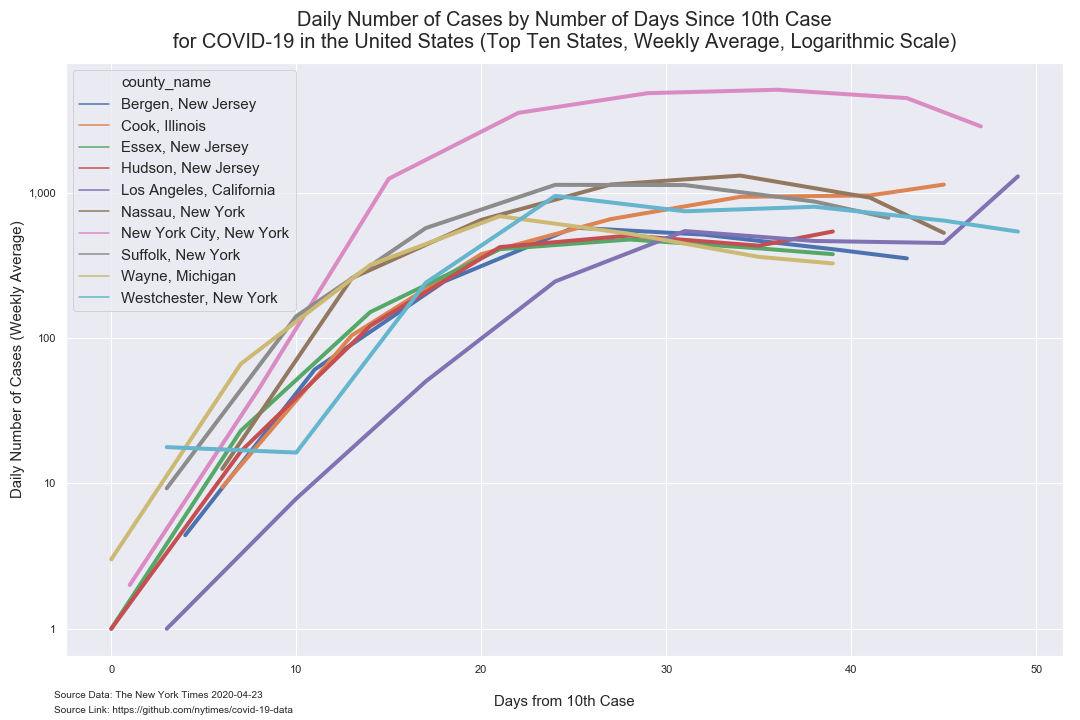 Daily Number of Cases by Number of Days Since 10th Case
for COVID-19 in the United States (Top Ten States, Weekly Average, Logarithmic Scale)
county_name
Bergen, New Jersey
Cook, Illinois
Essex, New Jersey
Hudson, New Jersey
Los Angeles, California
Nassau, New York
New York City, New York
Suffolk, New York
Wayne, Michigan
Westchester, New York
Daily Number of Cases (Weekly Average)
1,000
100
10
1
0
10
20
30
40
50
Days from 10th Case
Source Data: The New York Times 2020-04-23
Source Link: https://github.com/nytimes/covid-19-data